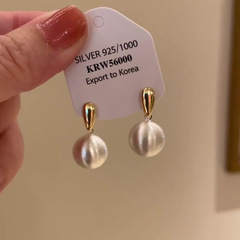 SILVER 925/1000
KRW56000
Export to Korea